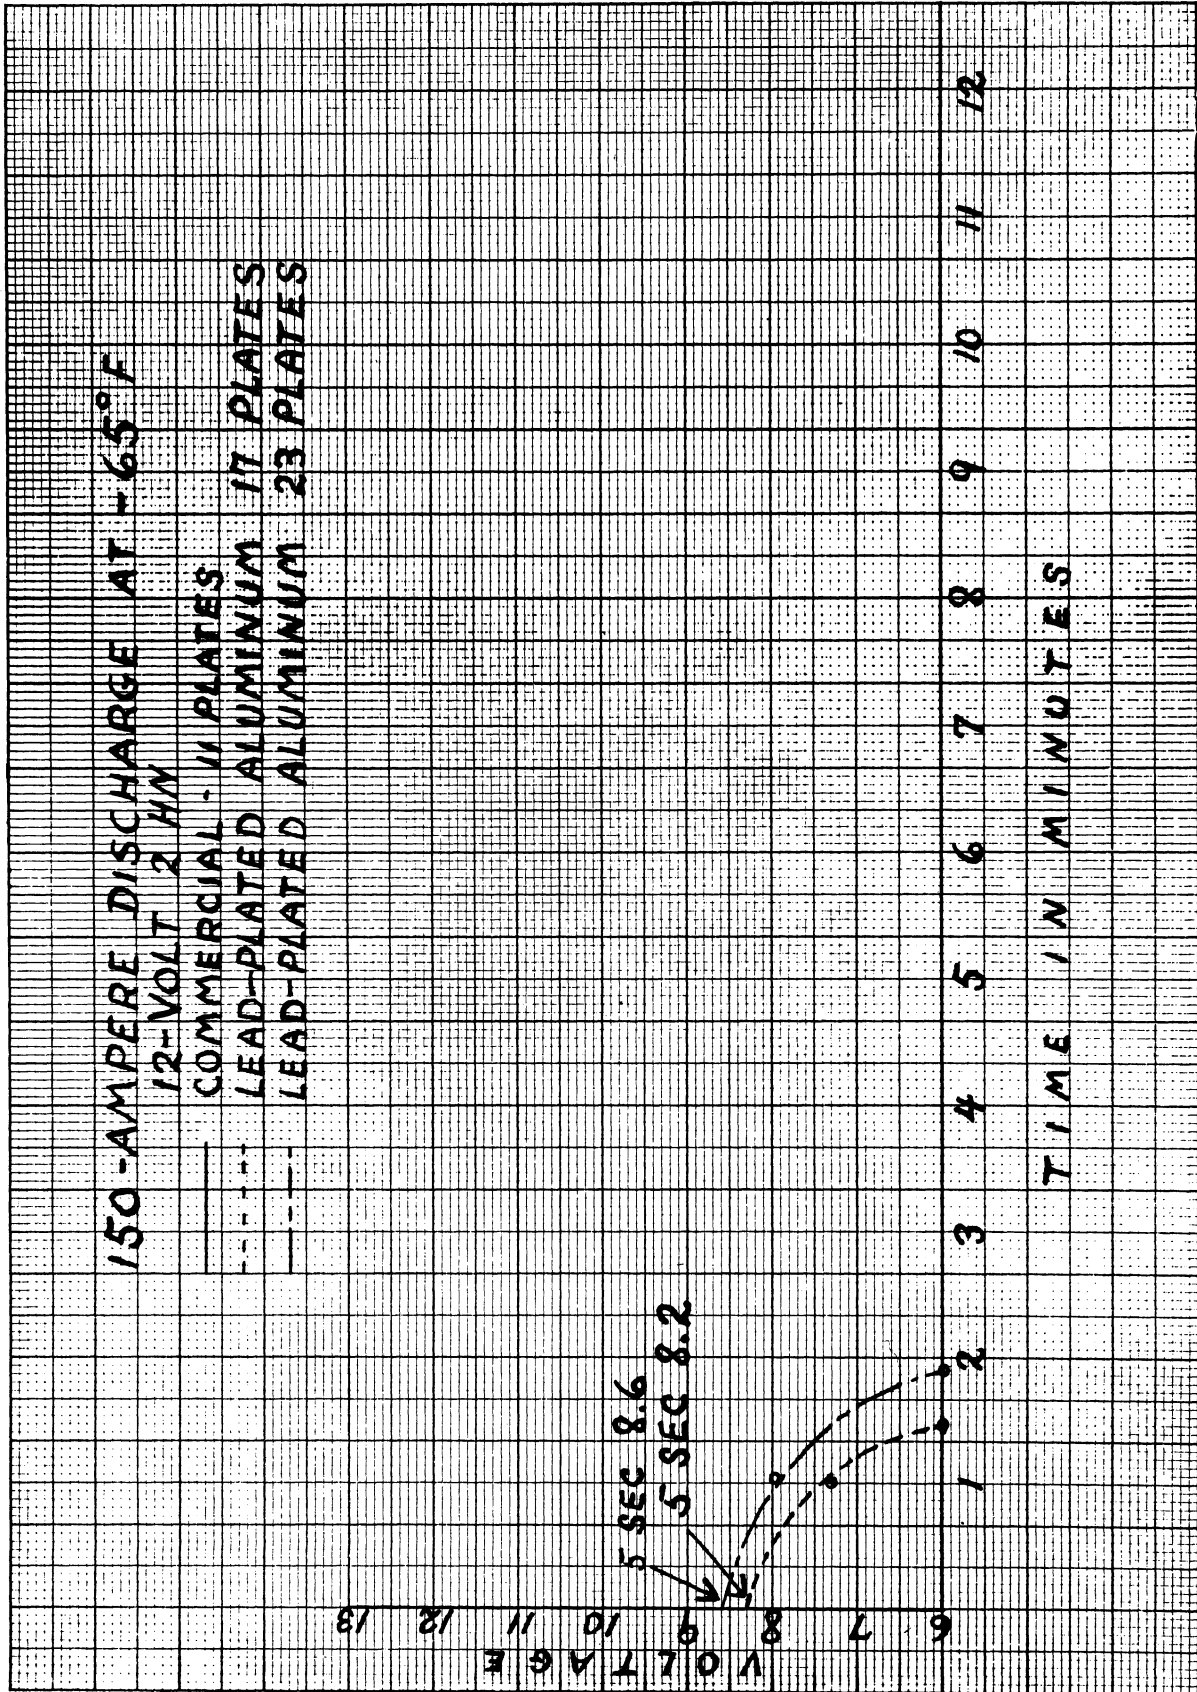 150-AMPERE DISCHARGE AT -65°F
12-VOLT 2 HN
COMMERCIAL - 11 PLATES
LEAD-PLATED ALUMINUM 17 PLATES
LEAD-PLATED ALUMINUM 23 PLATES
5 SEC 8.6
5 SEC 8.2
VOLTAGE
13
12
11
10
9
8
7
6
1 2 3 4 5 6 7 8 9 10 11 12
TIME IN MINUTES